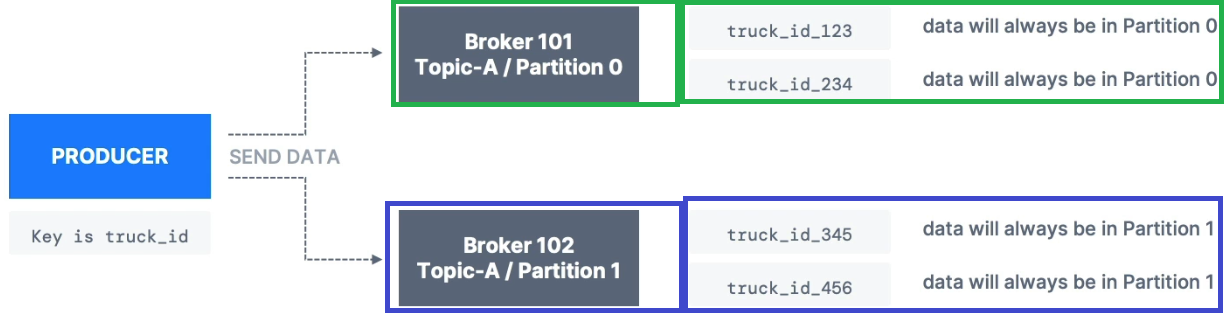 PRODUCER
Key is truck_id
SEND DATA
Broker 101
Topic-A / Partition 0
truck_id_123 data will always be in Partition 0
truck_id_234 data will always be in Partition 0
Broker 102
Topic-A / Partition 1
truck_id_345 data will always be in Partition 1
truck_id_456 data will always be in Partition 1